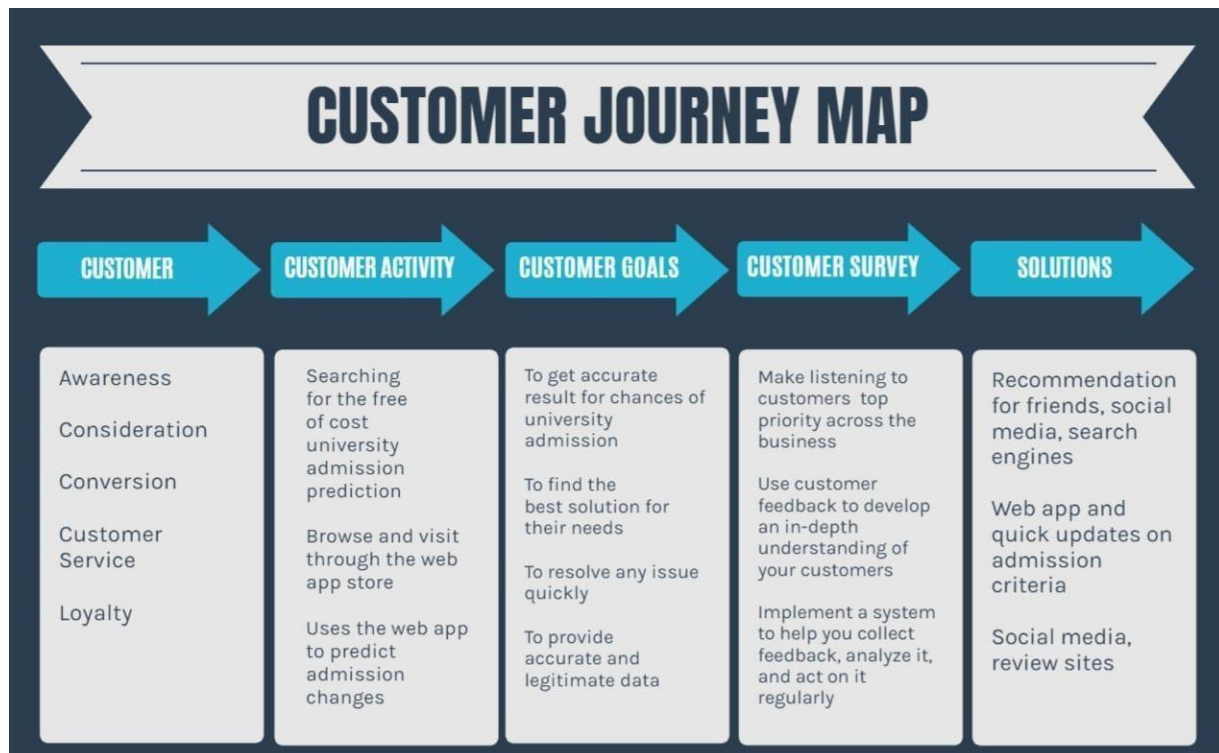 CUSTOMER JOURNEY MAP
CUSTOMER
CUSTOMER ACTIVITY
CUSTOMER GOALS
CUSTOMER SURVEY
SOLUTIONS
Awareness
Consideration
Conversion
Customer
Service
Loyalty
Searching
for the free
of cost
university
admission
prediction
Browse and visit
through the web
app store
Uses the web app
to predict
admission
changes
To get accurate
result for chances of
university
admission
To find the
best solution for
their needs
To resolve any issue
quickly
To provide
accurate and
legitimate data
Make listening to
customers top
priority across the
business
Use customer
feedback to develop
an in-depth
understanding of
your customers
Implement a system
to help you collect
feedback, analyze it,
and act on it
regularly
Recommendation
for friends, social
media, search
engines
Web app and
quick updates on
admission
criteria
Social media,
review sites